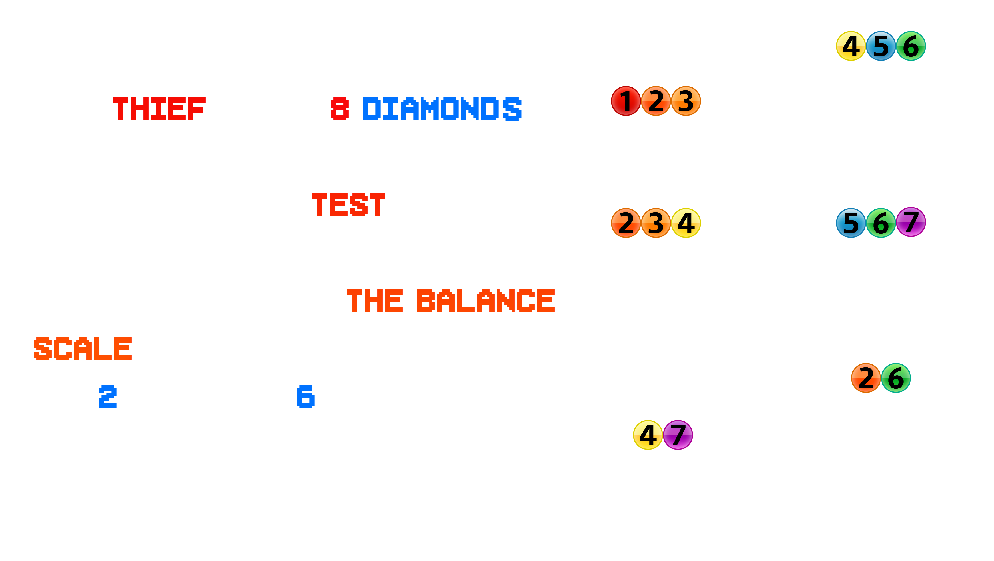 THIEF 8 DIAMONDS
TEST
THE BALANCE
SCALE
2 6
4 5 6
1 2 3
2 3 4
5 6 7
2 6
4 7